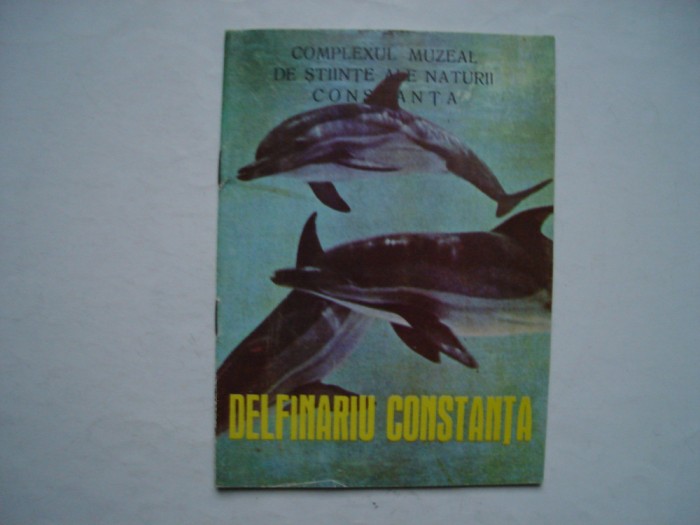 COMPLEXUL MUZEAL
DE ȘTIINȚE ALE NATURII
CONSTANȚA
DELFINARIU CONSTANȚA